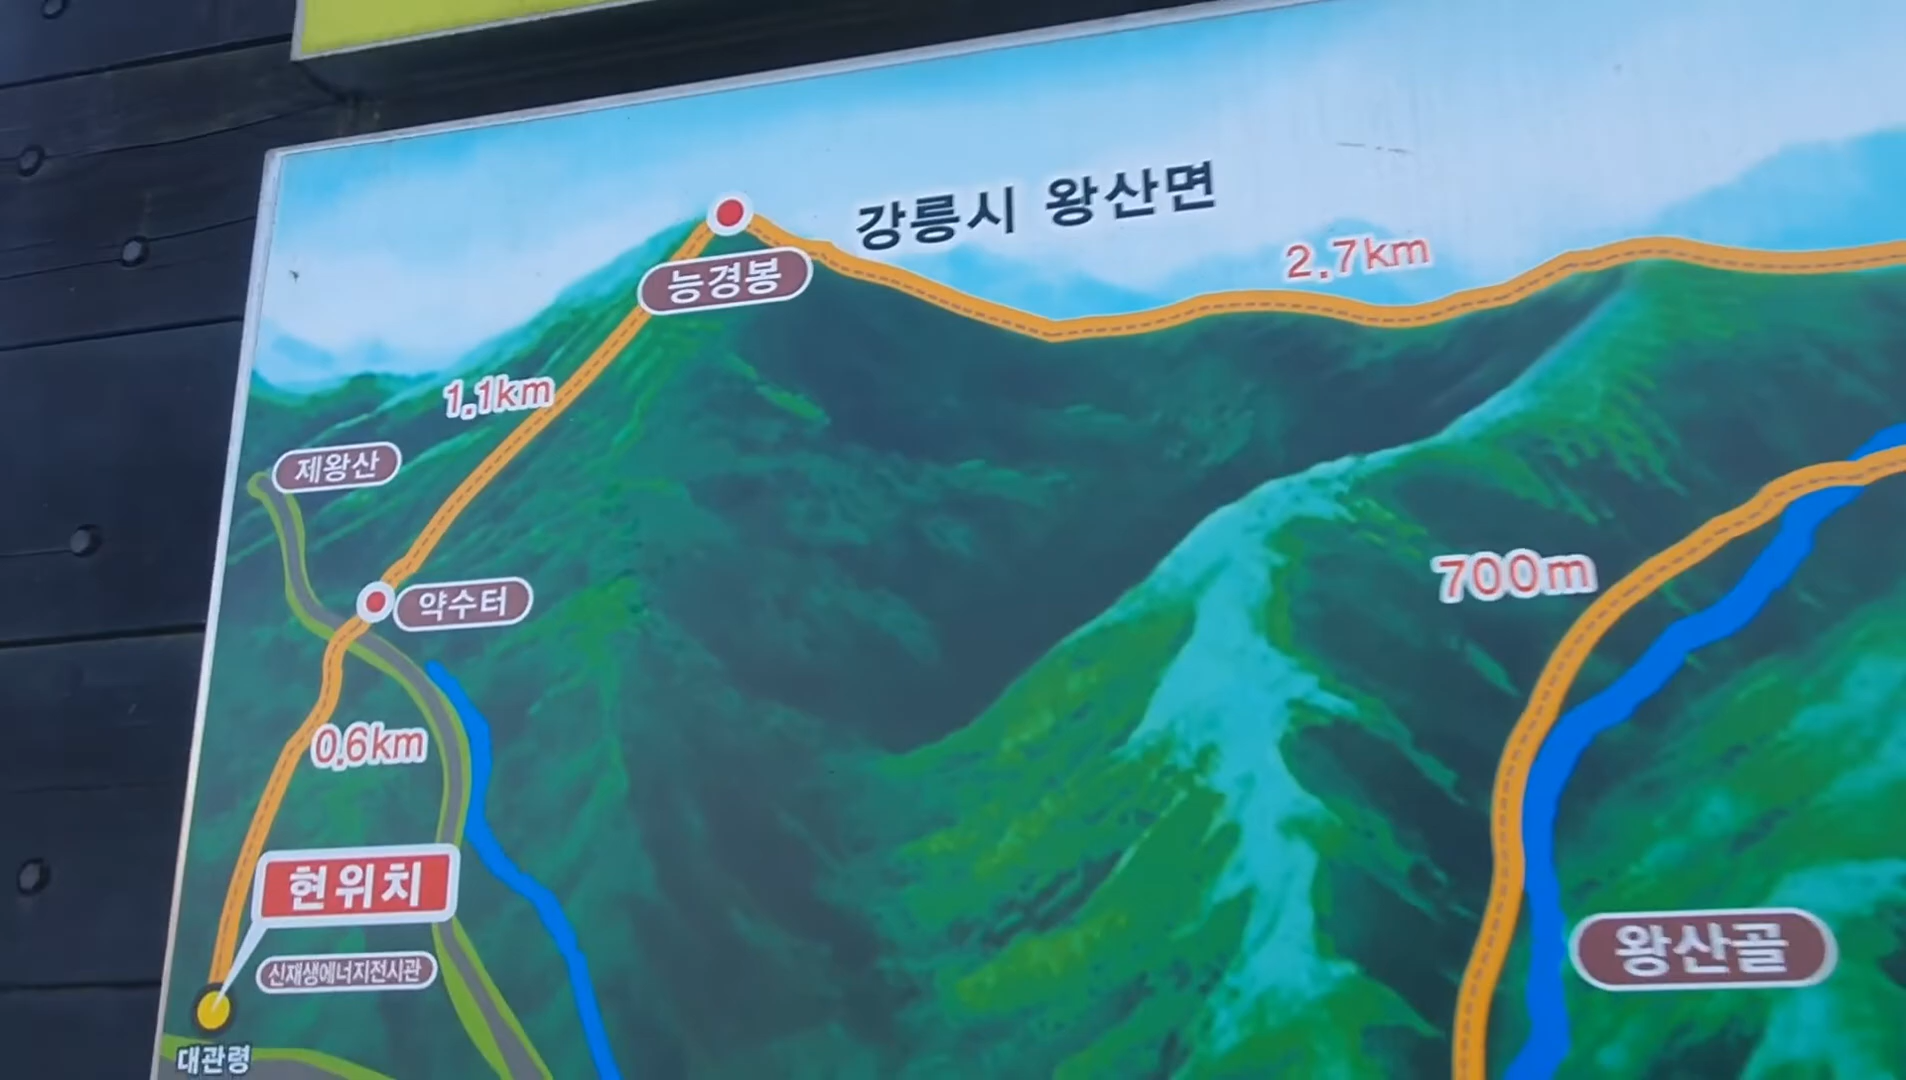 강릉시 왕산면
2.7km
능경봉
1.1km
제왕산
약수터
700m
0.6km
현위치
왕산골
신재생에너지전시관
대관령